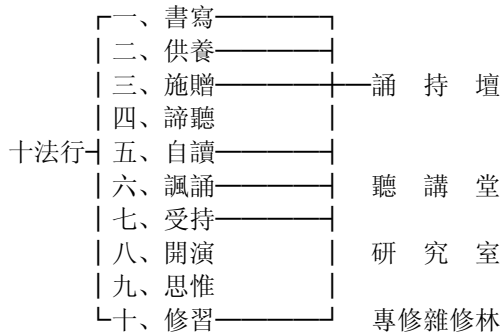 一、書寫
二、供養
三、施贈 誦持壇
四、諦聽
十法行 五、自讀
六、諷誦 聽講堂
七、受持
八、開演 研究室
九、思惟
十、修習 專修雜修林